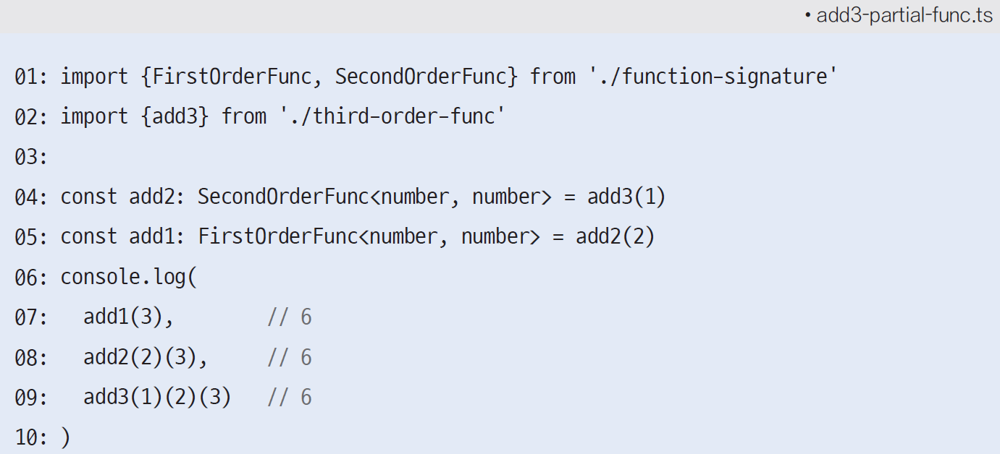 • add3-partial-func.ts
01: import {FirstOrderFunc, SecondOrderFunc} from './function-signature'
02: import {add3} from './third-order-func'
03:
04: const add2: SecondOrderFunc<number, number> = add3(1)
05: const add1: FirstOrderFunc<number, number> = add2(2)
06: console.log(
07:   add1(3),        // 6
08:   add2(2)(3),     // 6
09:   add3(1)(2)(3)   // 6
10: )